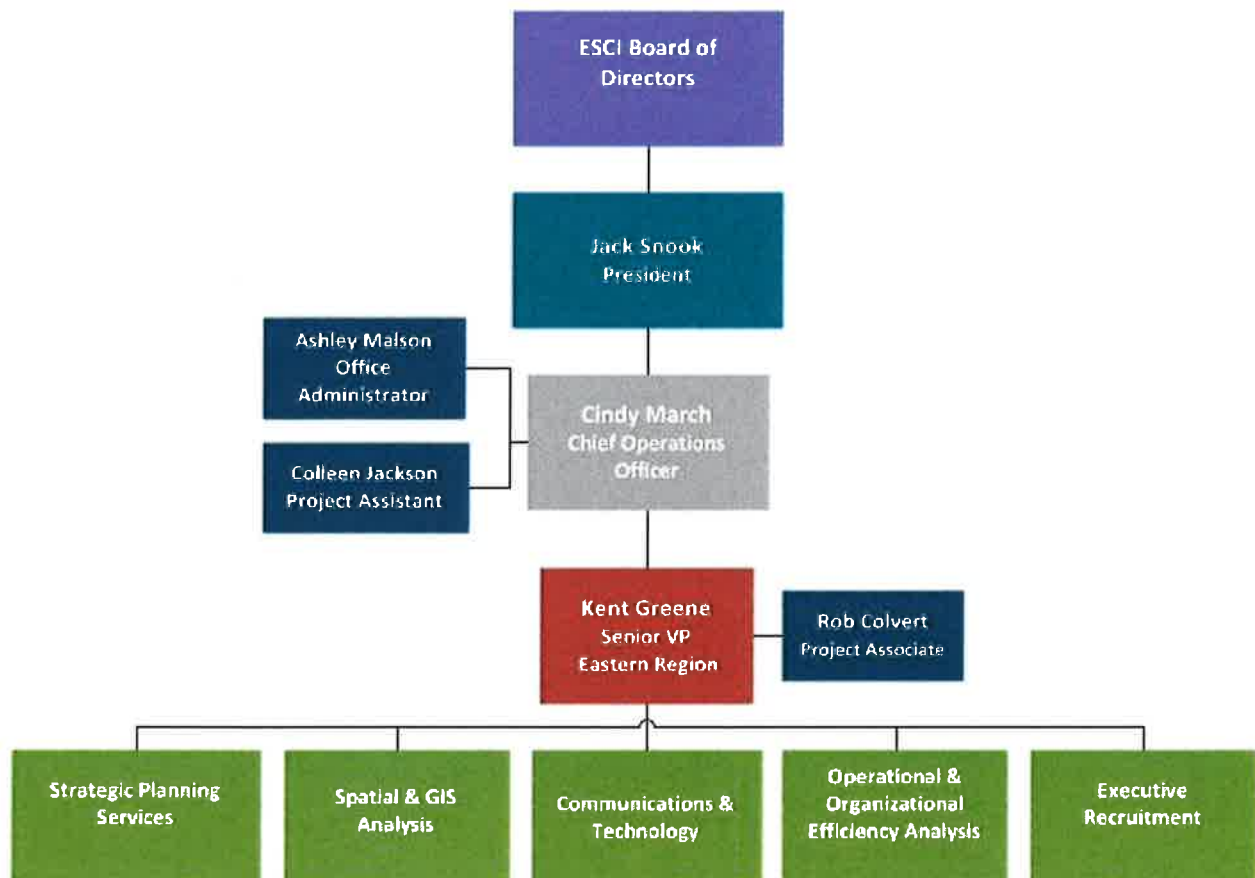 ESCI Board of
Directors
Jack Snook
President
Ashley Malson
Office
Administrator
Cindy March
Chief Operations
Officer
Colleen Jackson
Project Assistant
Kent Greene
Senior VP
Eastern Region
Rob Colvert
Project Associate
Strategic Planning
Services
Spatial & GIS
Analysis
Communications &
Technology
Operational &
Organizational
Efficiency Analysis
Executive
Recruitment